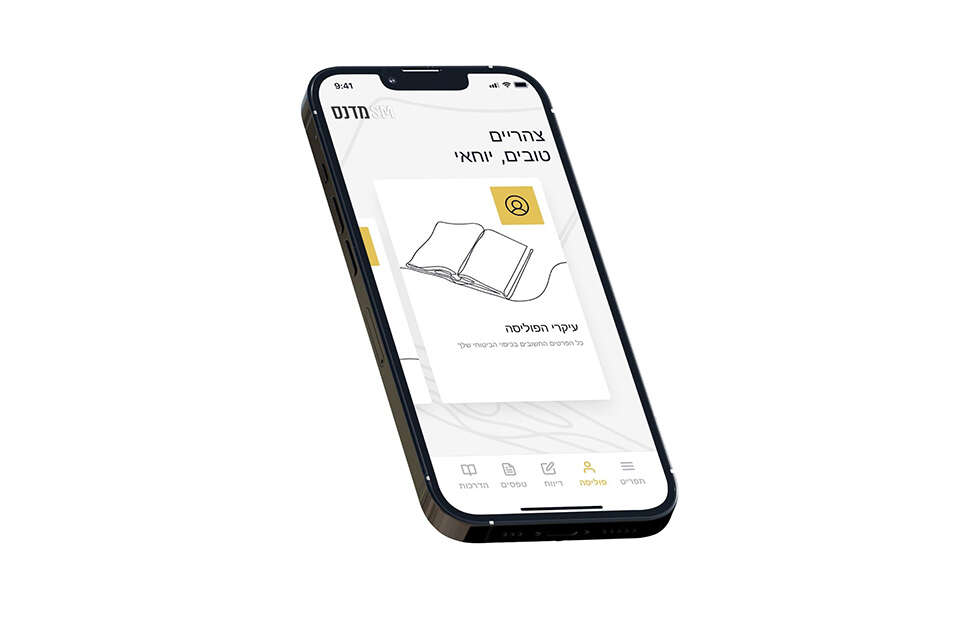 9:41
מדנס SM
צהריים
טובים, יוחאי
עיקרי הפוליסה
כל הפרטים החשובים בכיסוי הביטוחי שלך
תפריט
פוליסה
דיווח
טפסים
הדרכות